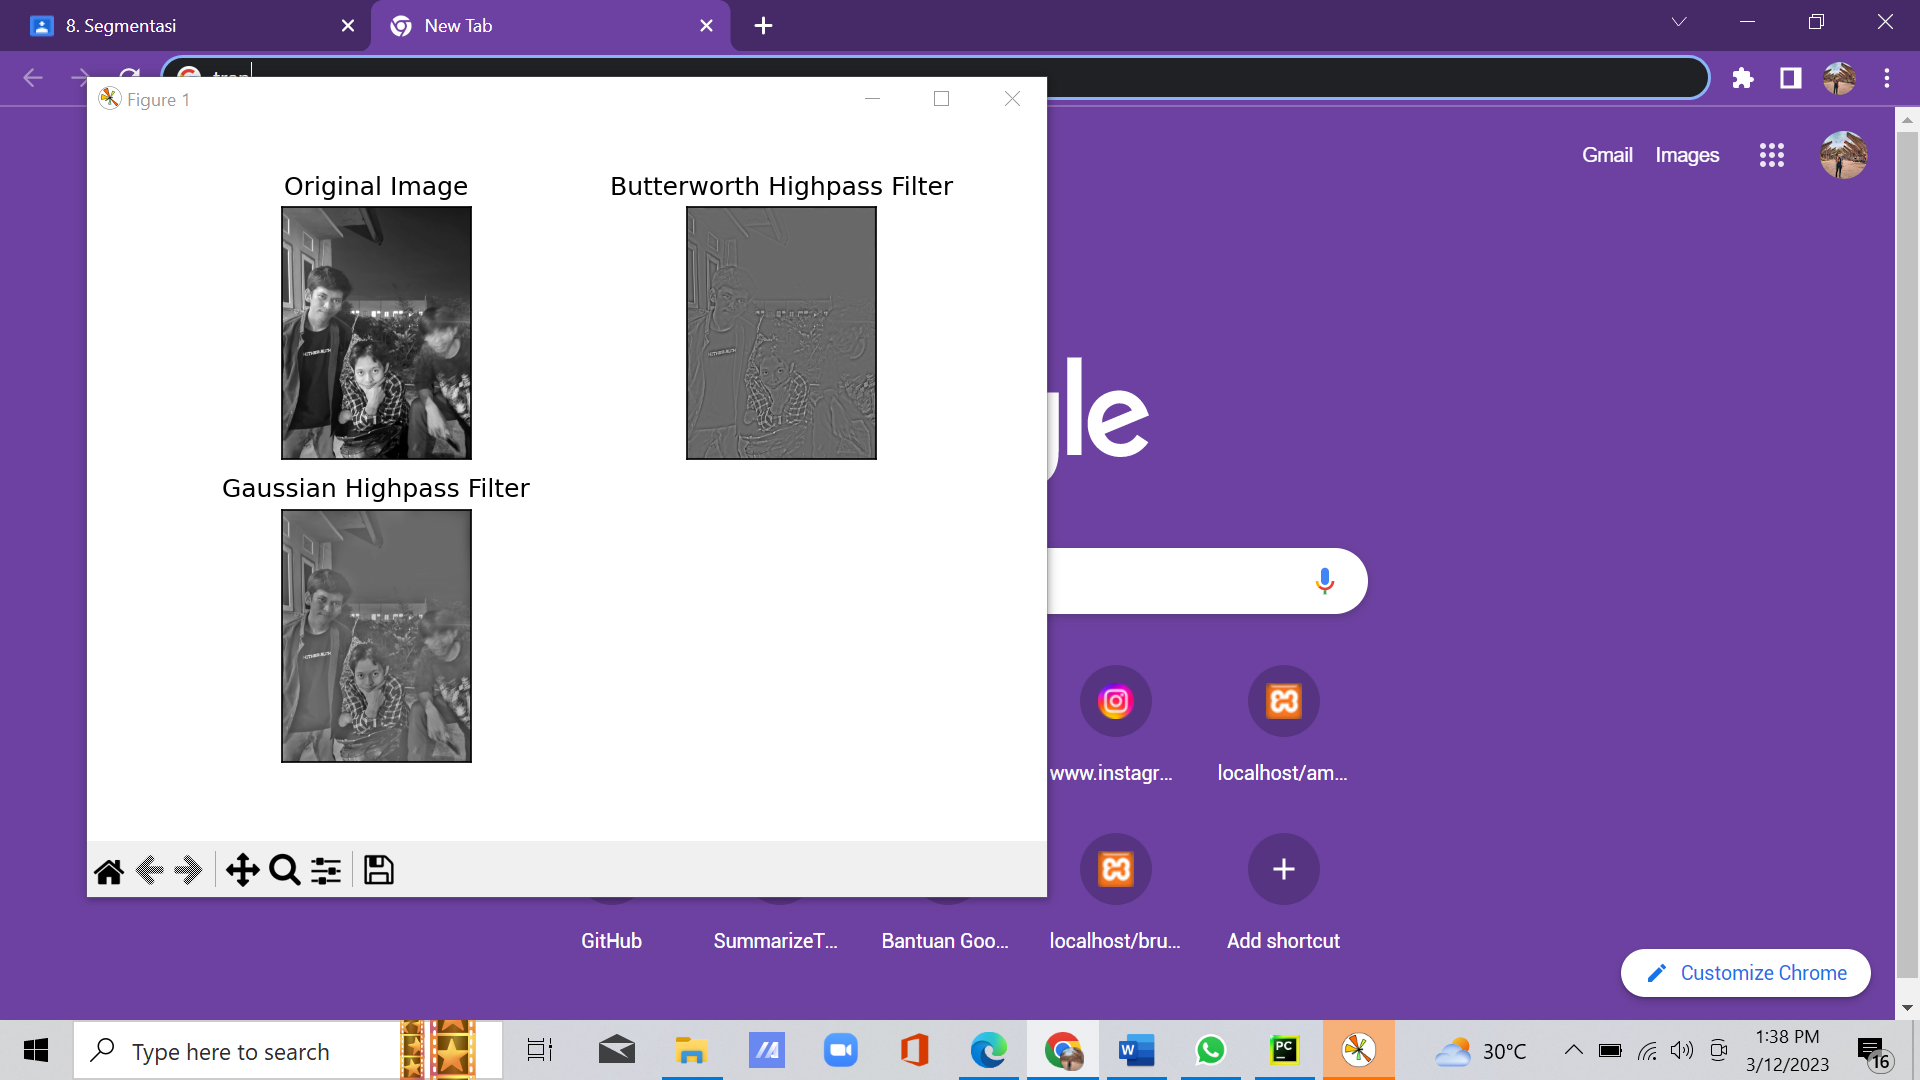 8. Segmentasi
New Tab
Figure 1
Gmail Images
Original Image
Butterworth Highpass Filter
Gaussian Highpass Filter
gle
www.instagr...
localhost/am...
GitHub
SummarizeT...
Bantuan Goo...
localhost/bru...
Add shortcut
Customize Chrome
Type here to search
W
PC
30°C
1:38 PM
3/12/2023
16